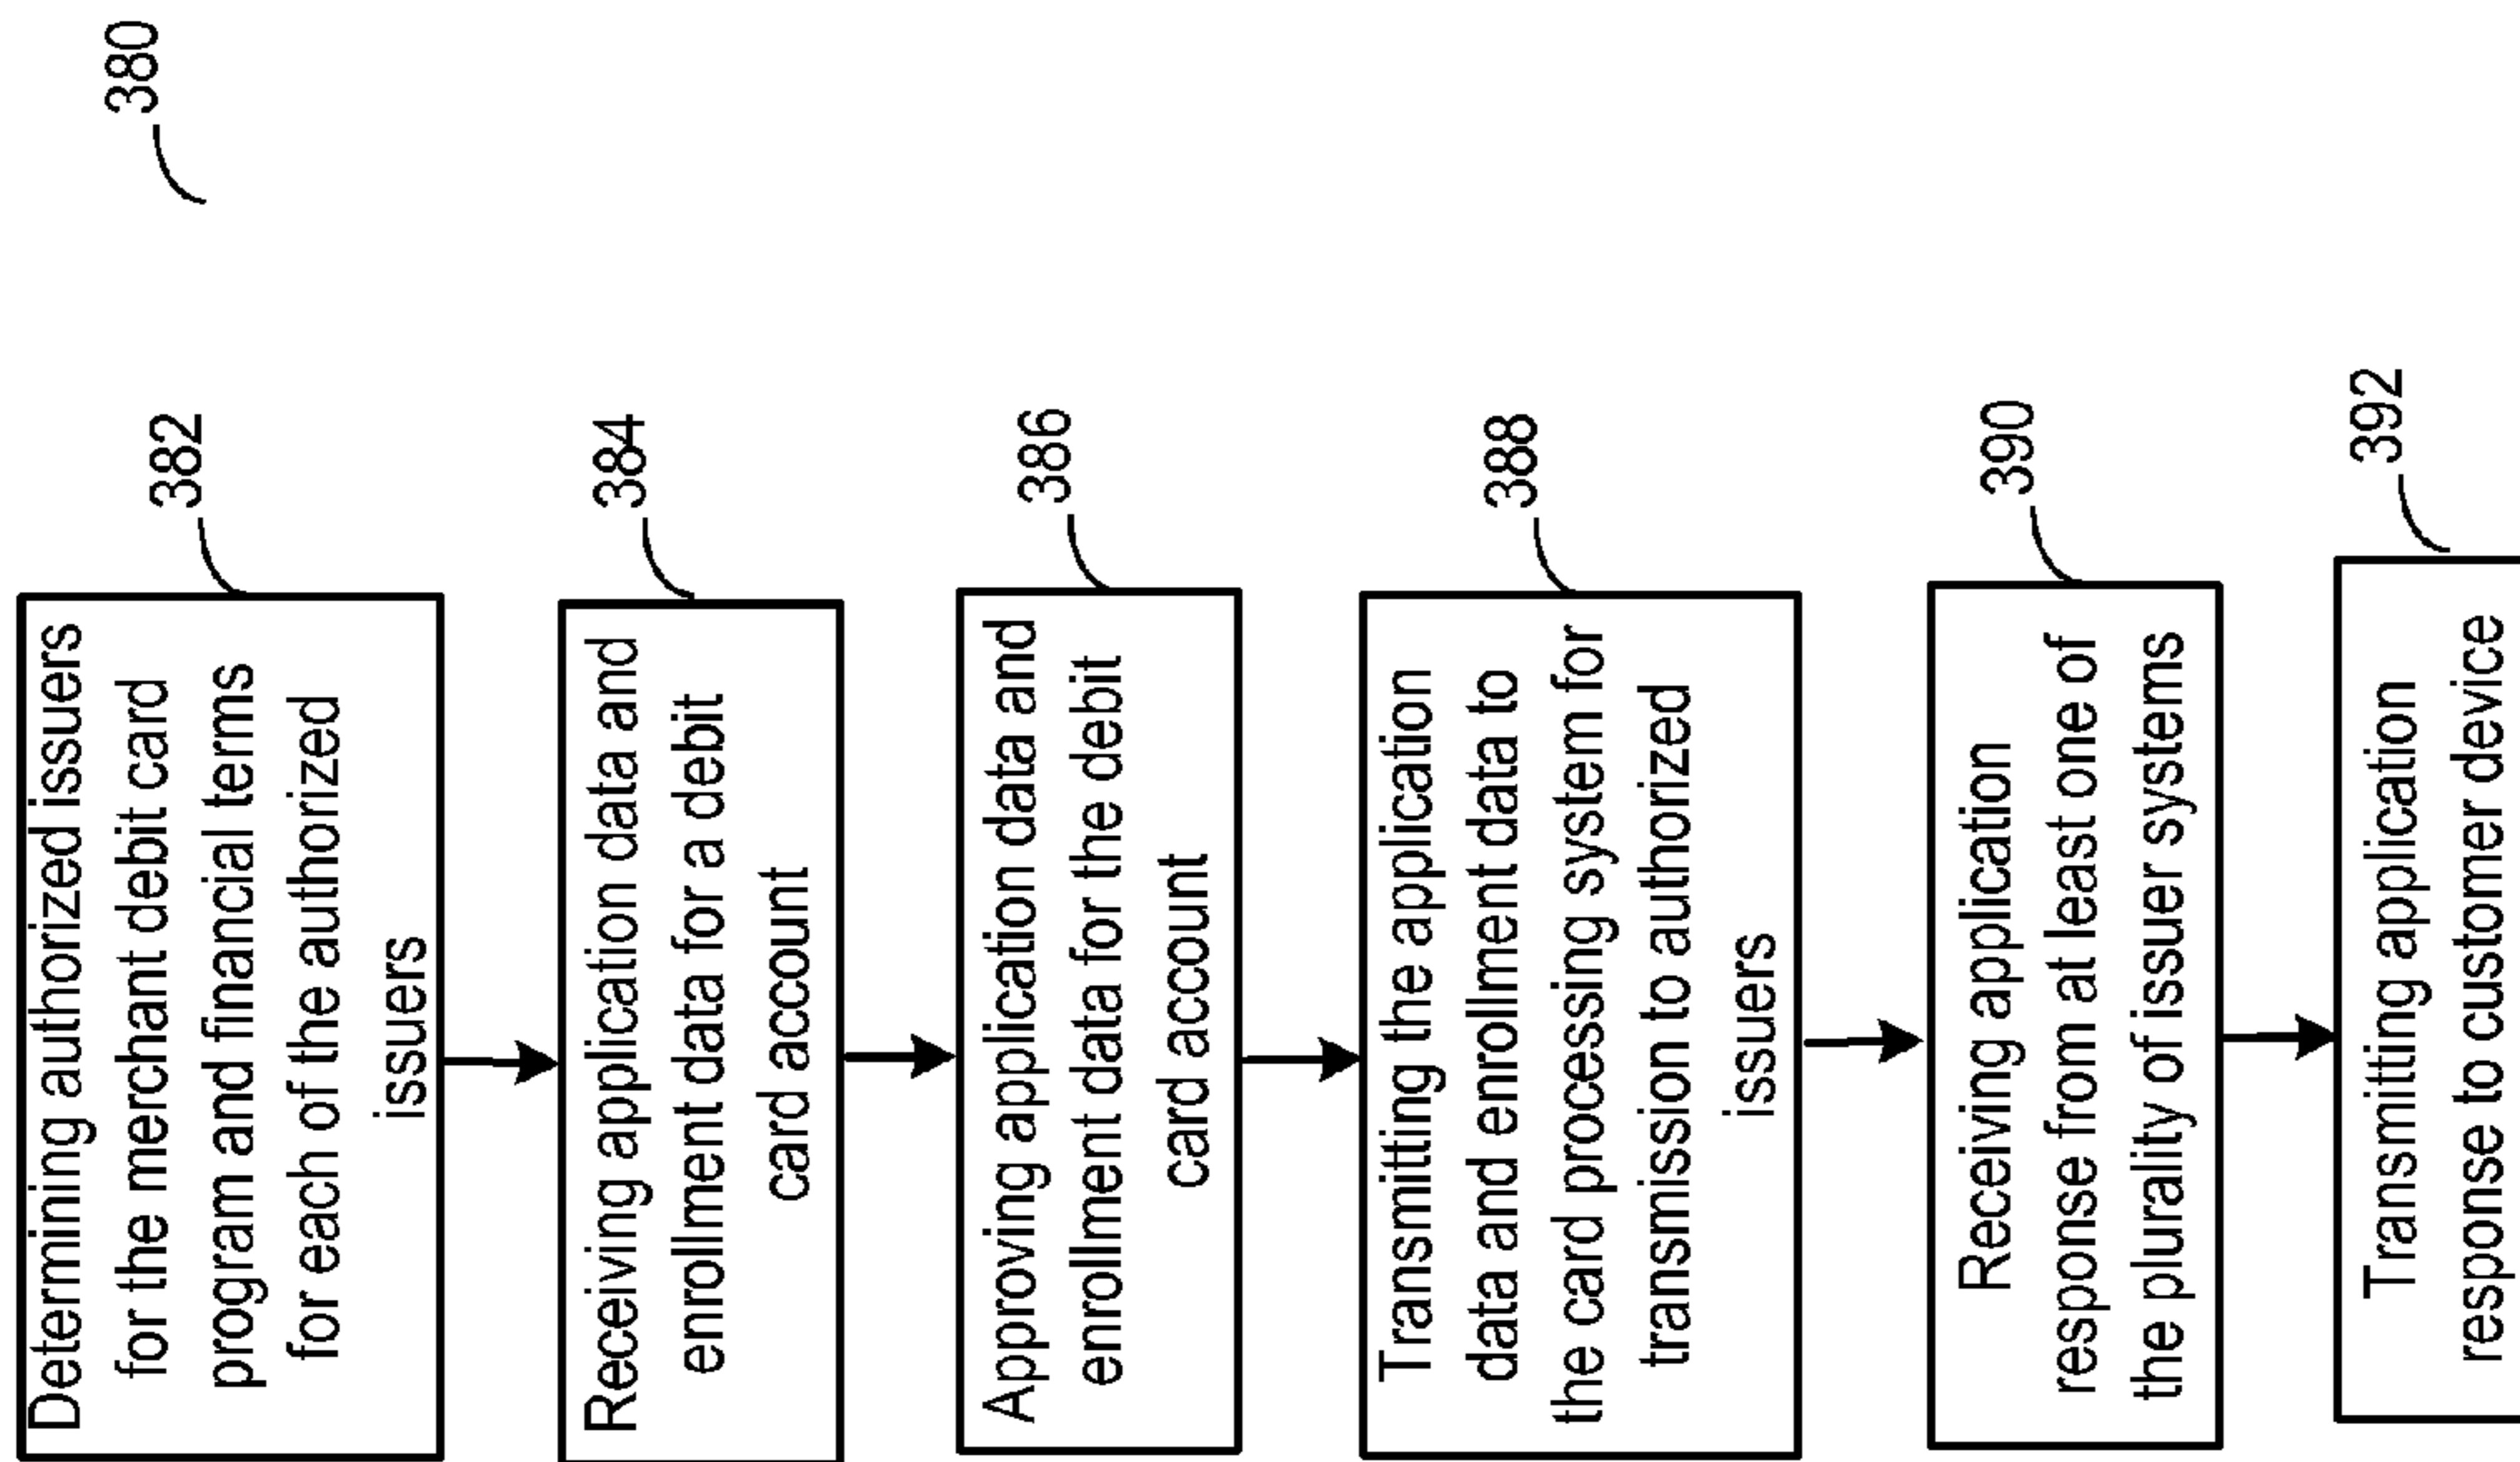 380
Determining authorized issuers
for the merchant debit card
program and financial terms
for each of the authorized
issuers
382
Receiving application data and
enrollment data for a debit
card account
384
Approving application data and
enrollment data for the debit
card account
386
Transmitting the application
data and enrollment data to
the card processing system for
transmission to authorized
issuers
388
Receiving application
response from at least one of
the plurality of issuer systems
390
Transmitting application
response to customer device
392